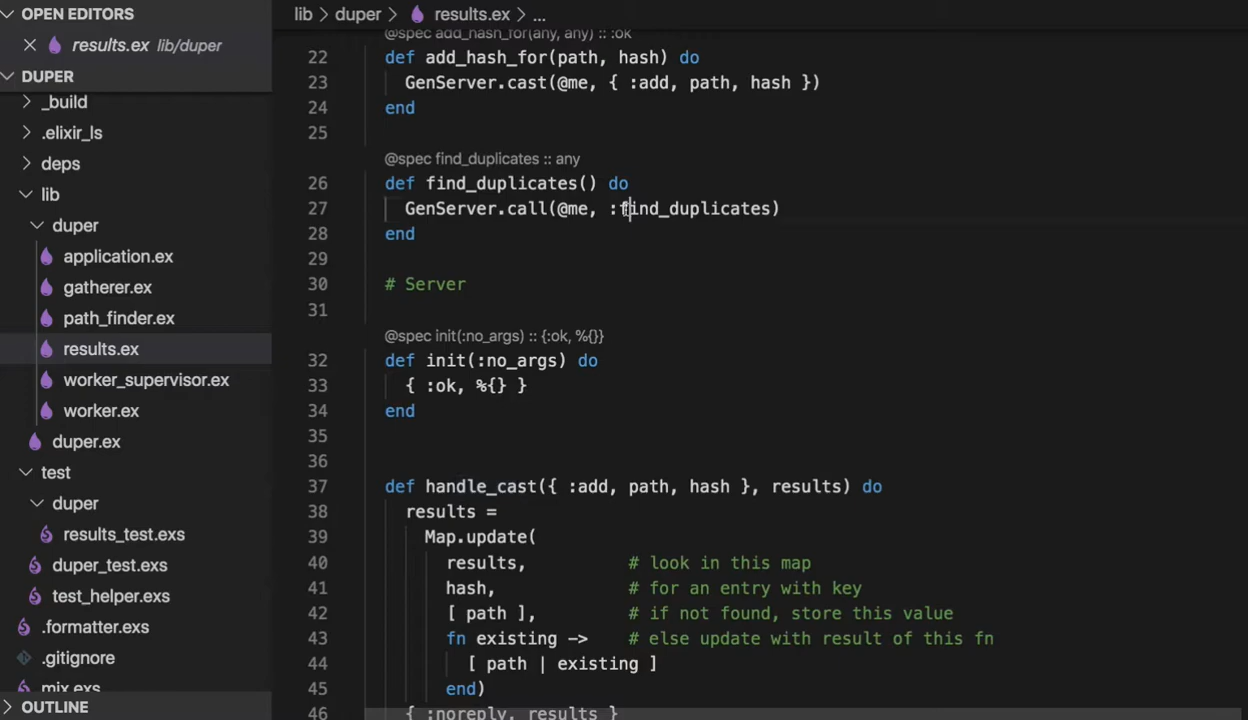 OPEN EDITORS
results.ex lib/duper
DUPER
_build
.elixir_ls
deps
lib
duper
application.ex
gatherer.ex
path_finder.ex
results.ex
worker_supervisor.ex
worker.ex
duper.ex
test
duper
results_test.exs
duper_test.exs
test_helper.exs
.formatter.exs
.gitignore
mix.exs
OUTLINE
lib > duper > results.ex > ...
@spec add_hash_for(any, any) :: :ok
22 def add_hash_for(path, hash) do
23 GenServer.cast(@me, { :add, path, hash })
24 end
25
@spec find_duplicates :: any
26 def find_duplicates() do
27 GenServer.call(@me, :find_duplicates)
28 end
29
30 # Server
31
@spec init(:no_args) :: {:ok, %{}}
32 def init(:no_args) do
33 { :ok, %{} }
34 end
35
36
37 def handle_cast({ :add, path, hash }, results) do
38 results =
39 Map.update(
40 results, # look in this map
41 hash, # for an entry with key
42 [ path ], # if not found, store this value
43 fn existing -> # else update with result of this fn
44 [ path | existing ]
45 end)
46 { :noreply, results }